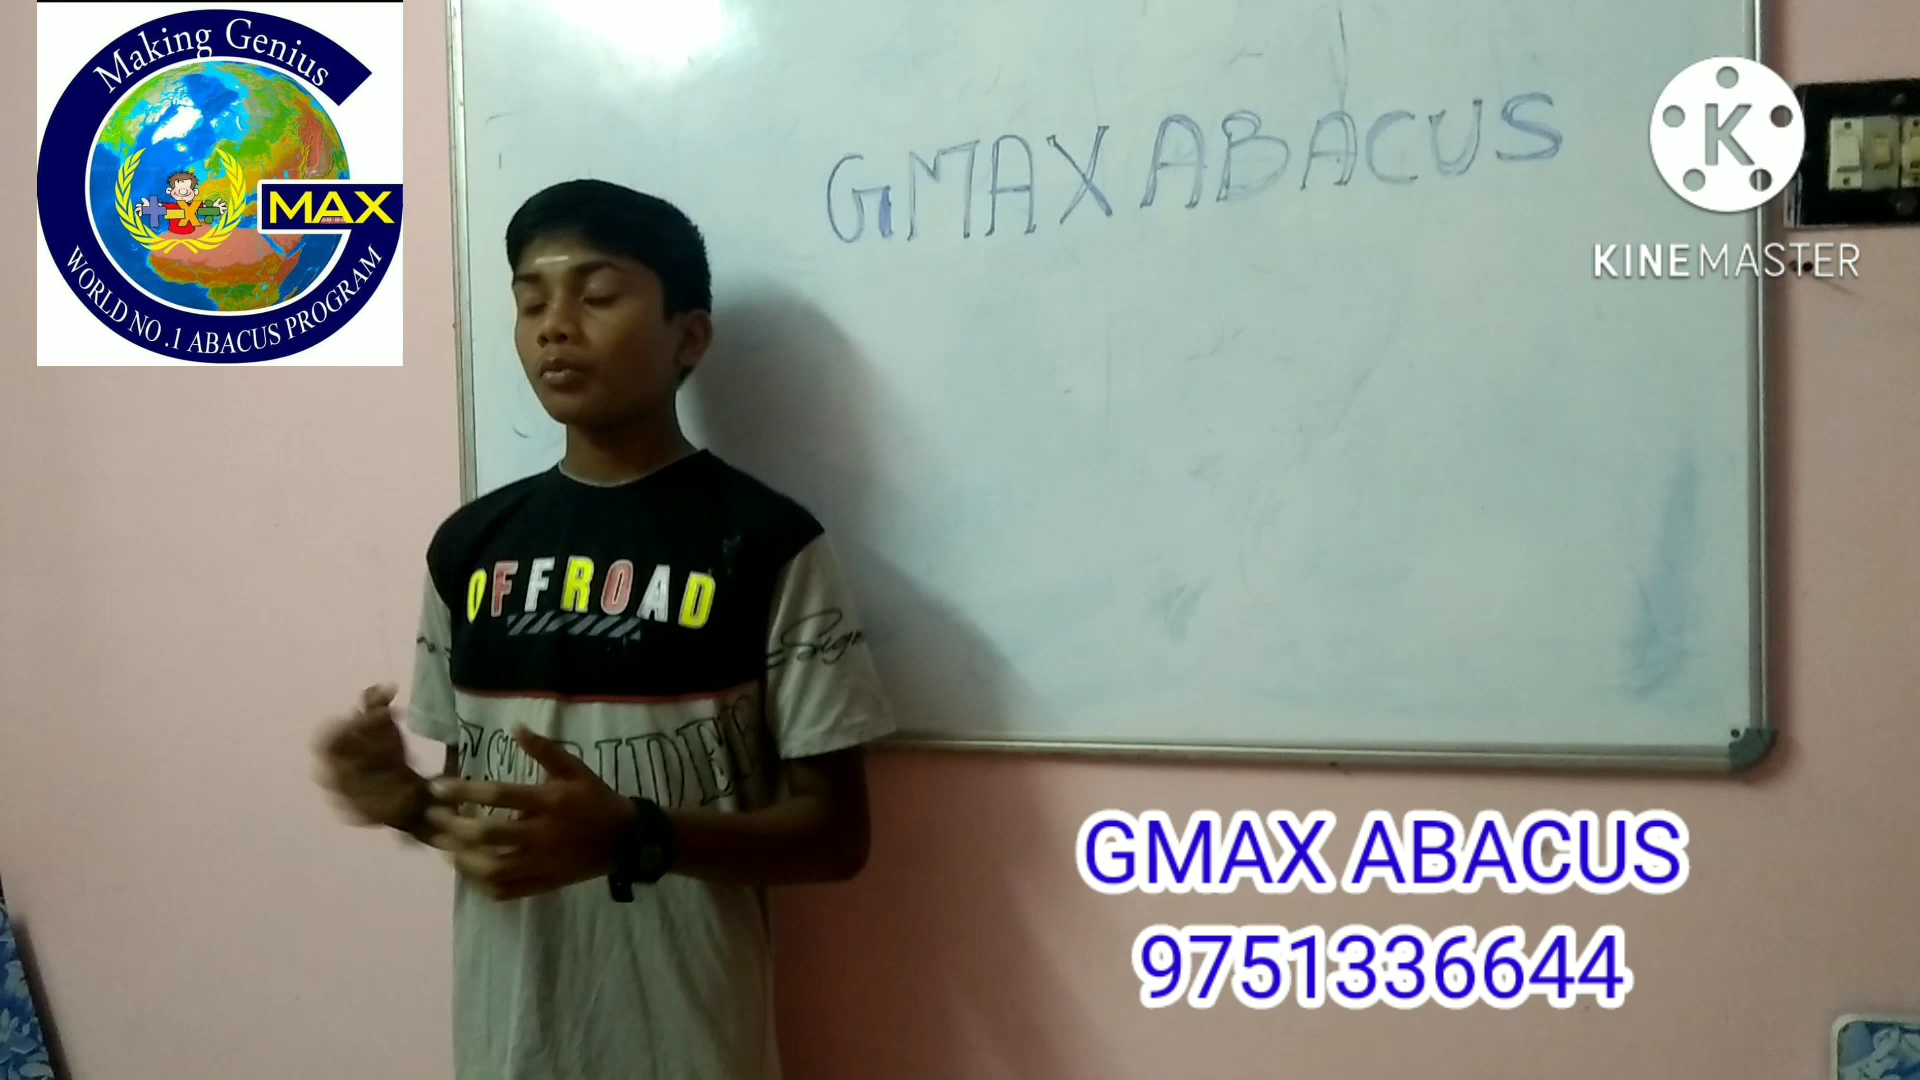 Making Genius
MAX
WORLD NO.1 ABACUS PROGRAM
GMAX ABACUS
K
KINEMASTER
OFFROAD
GMAX ABACUS
9751336644